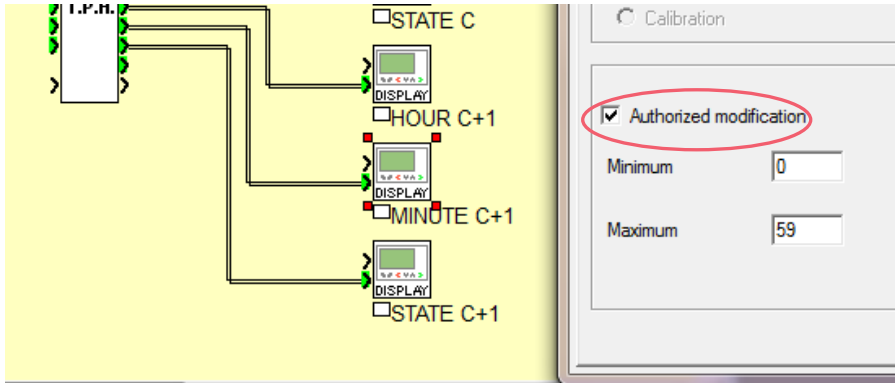 T.P.H.
STATE C
DISPLAY
HOUR C+1
DISPLAY
MINUTE C+1
DISPLAY
STATE C+1
Calibration
Authorized modification
Minimum
0
Maximum
59